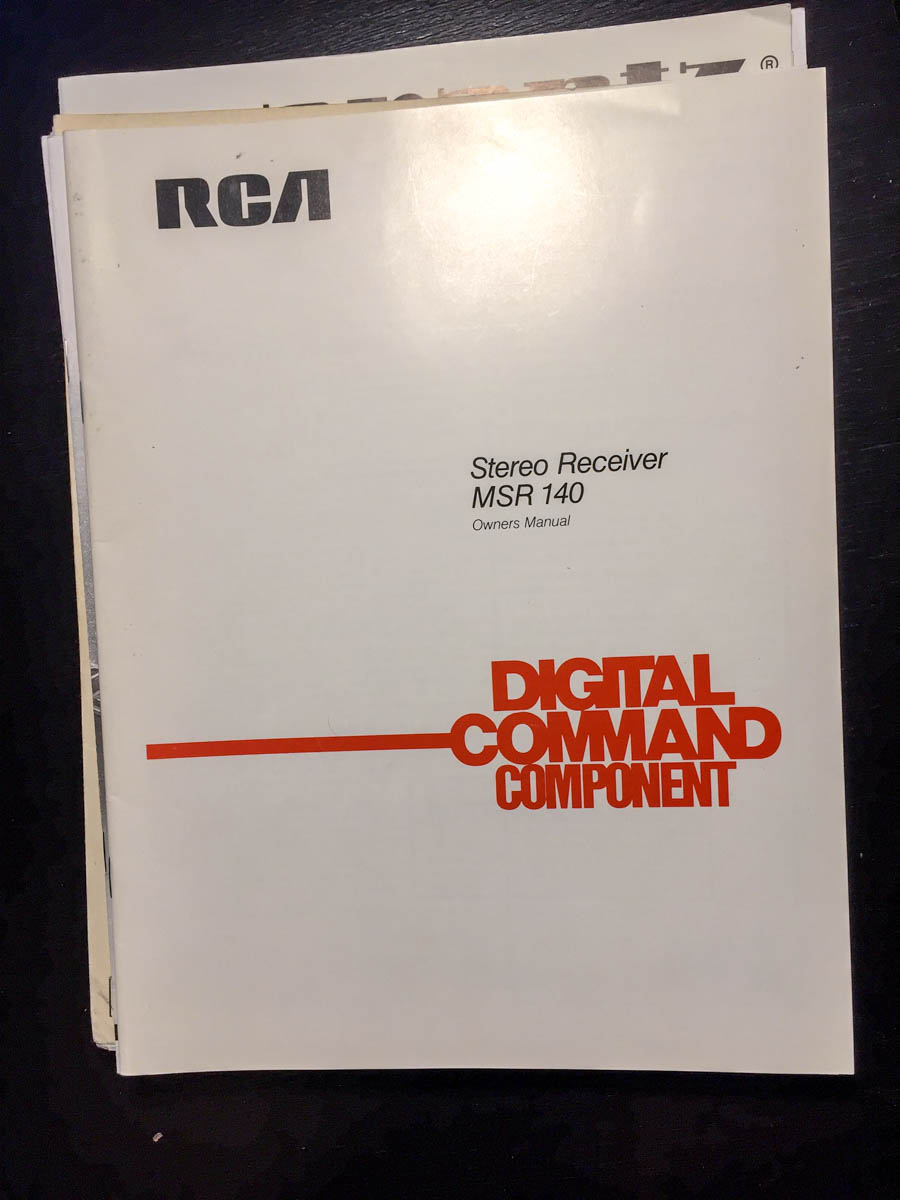 ®
RCA
Stereo Receiver
MSR 140
Owners Manual
DIGITAL
COMMAND
COMPONENT